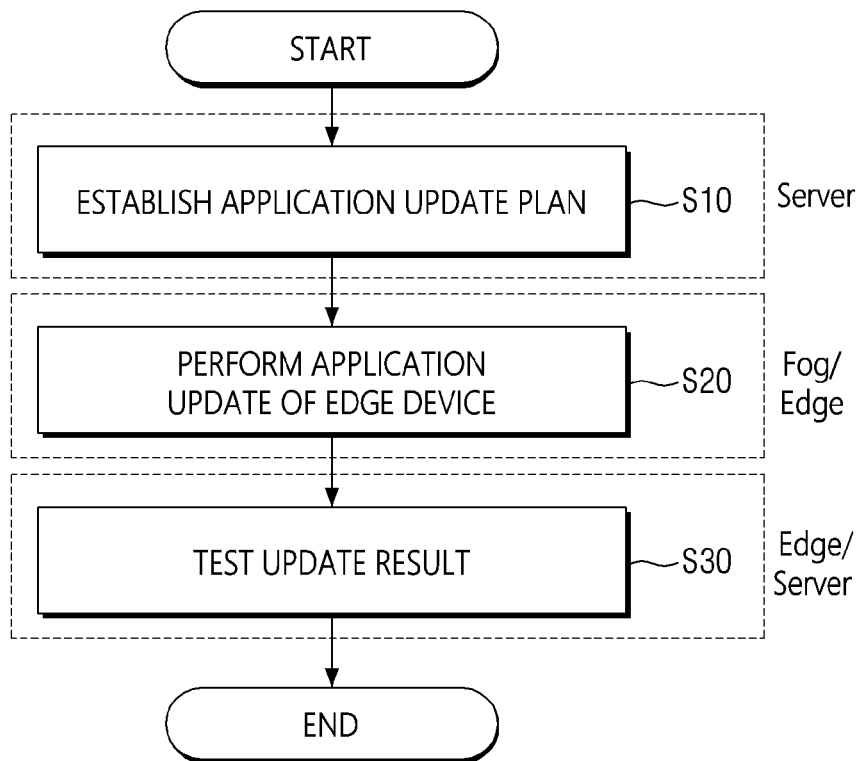 START
ESTABLISH APPLICATION UPDATE PLAN
S10
Server
PERFORM APPLICATION
UPDATE OF EDGE DEVICE
S20
Fog/
Edge
TEST UPDATE RESULT
S30
Edge/
Server
END